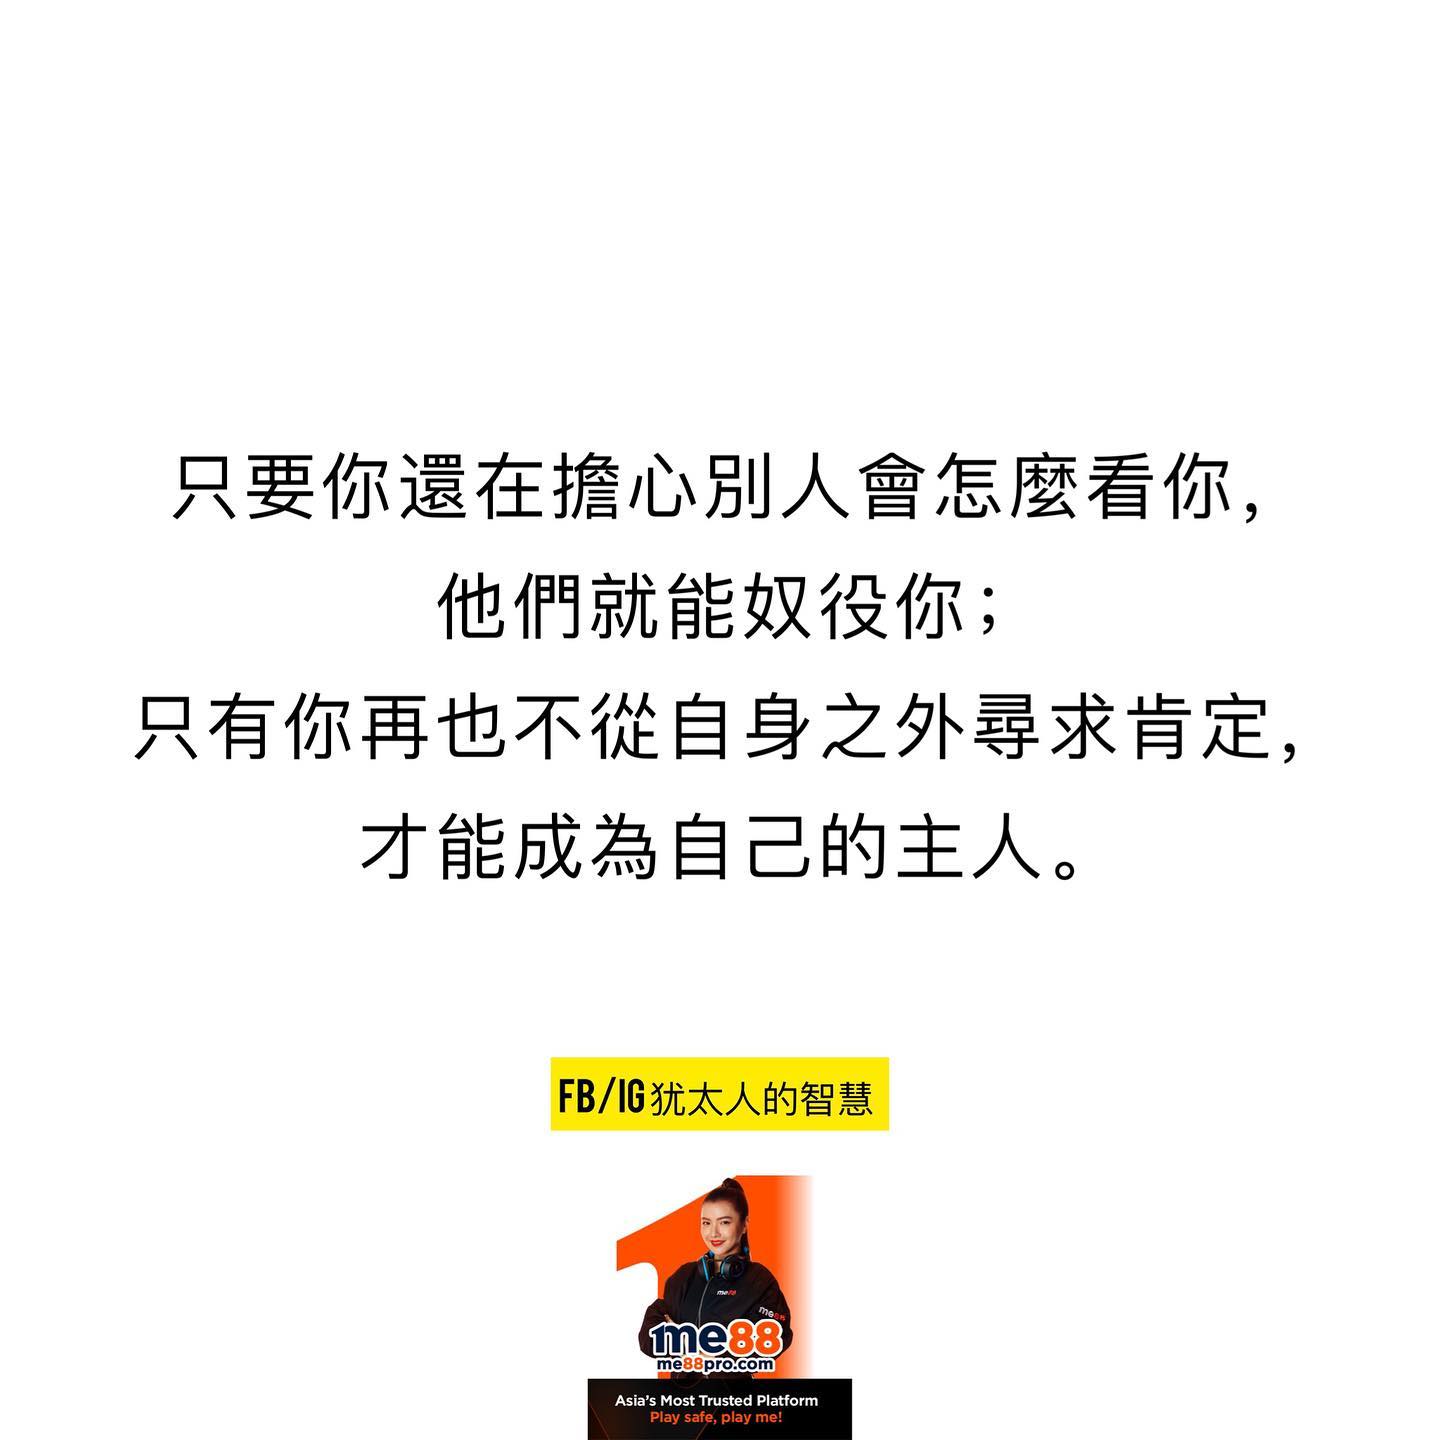 只要你還在擔心別人會怎麼看你，
他們就能奴役你；
只有你再也不從自身之外尋求肯定，
才能成為自己的主人。
FB/IG 犹太人的智慧
me88
me88
me88
me88pro.com
Asia's Most Trusted Platform
Play safe, play me!